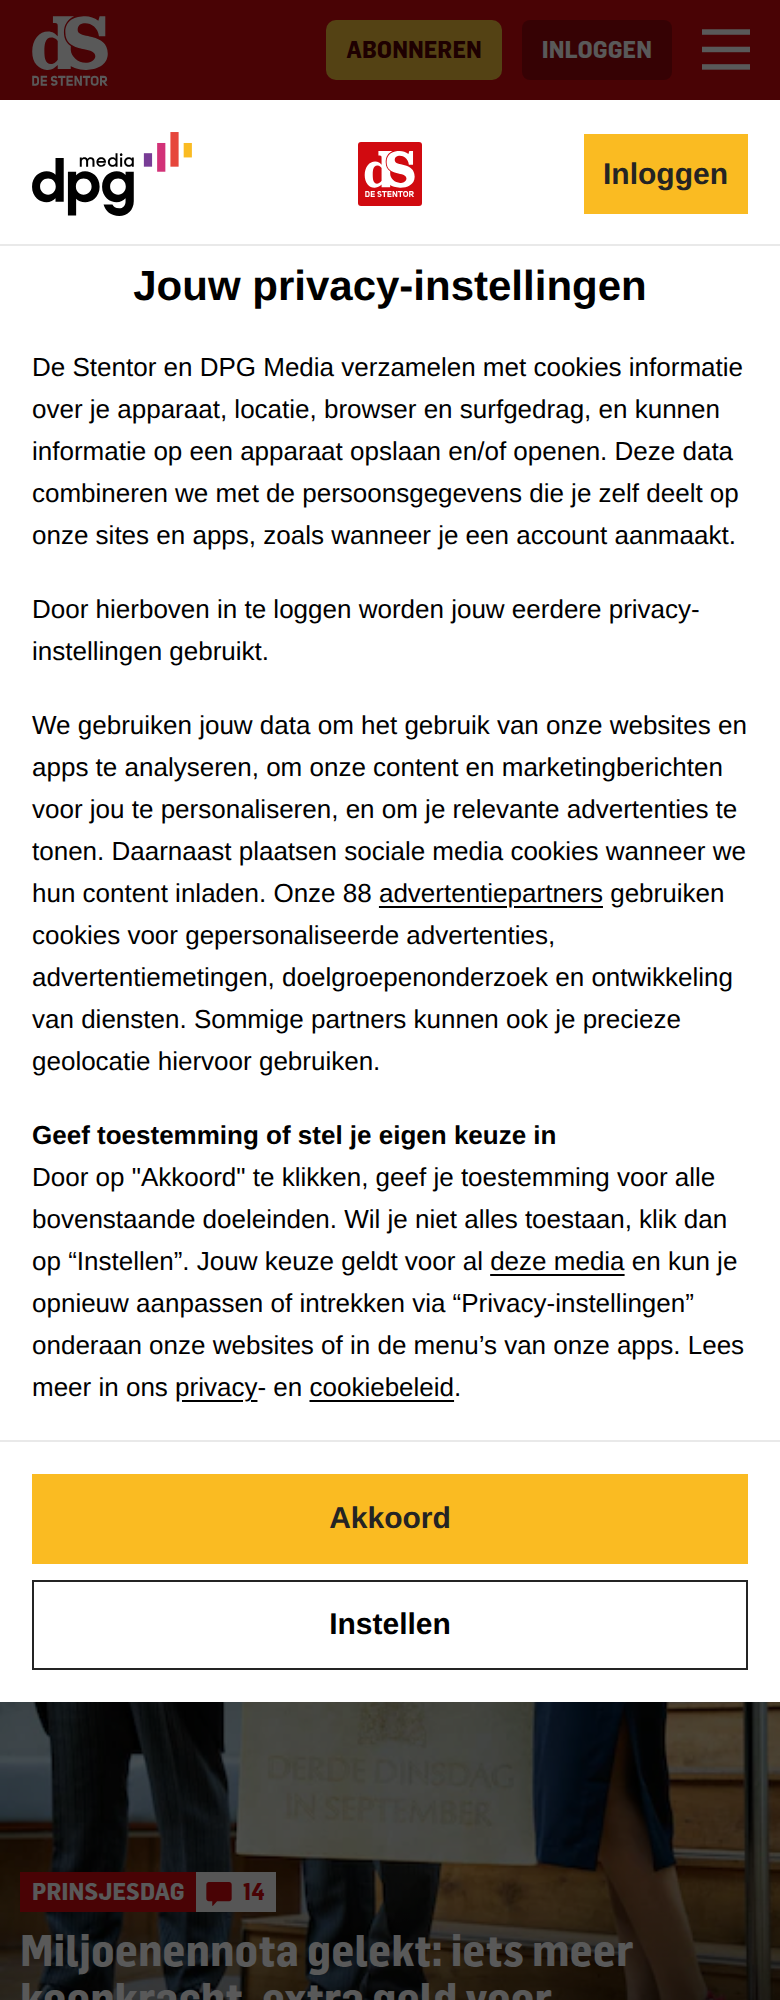 dS
DE STENTOR
ABONNEREN
INLOGGEN
media
dpg
dS
DE STENTOR
Inloggen
Jouw privacy-instellingen
De Stentor en DPG Media verzamelen met cookies informatie
over je apparaat, locatie, browser en surfgedrag, en kunnen
informatie op een apparaat opslaan en/of openen. Deze data
combineren we met de persoonsgegevens die je zelf deelt op
onze sites en apps, zoals wanneer je een account aanmaakt.
Door hierboven in te loggen worden jouw eerdere privacy-
instellingen gebruikt.
We gebruiken jouw data om het gebruik van onze websites en
apps te analyseren, om onze content en marketingberichten
voor jou te personaliseren, en om je relevante advertenties te
tonen. Daarnaast plaatsen sociale media cookies wanneer we
hun content inladen. Onze 88 advertentiepartners gebruiken
cookies voor gepersonaliseerde advertenties,
advertentiemetingen, doelgroepenonderzoek en ontwikkeling
van diensten. Sommige partners kunnen ook je precieze
geolocatie hiervoor gebruiken.
Geef toestemming of stel je eigen keuze in
Door op "Akkoord" te klikken, geef je toestemming voor alle
bovenstaande doeleinden. Wil je niet alles toestaan, klik dan
op “Instellen”. Jouw keuze geldt voor al deze media en kun je
opnieuw aanpassen of intrekken via “Privacy-instellingen”
onderaan onze websites of in de menu’s van onze apps. Lees
meer in ons privacy- en cookiebeleid.
Akkoord
Instellen
DERDE DINSDAG
IN SEPTEMBER
PRINSJESDAG
14
Miljoenennota gelekt: iets meer
koopkracht, extra geld voor